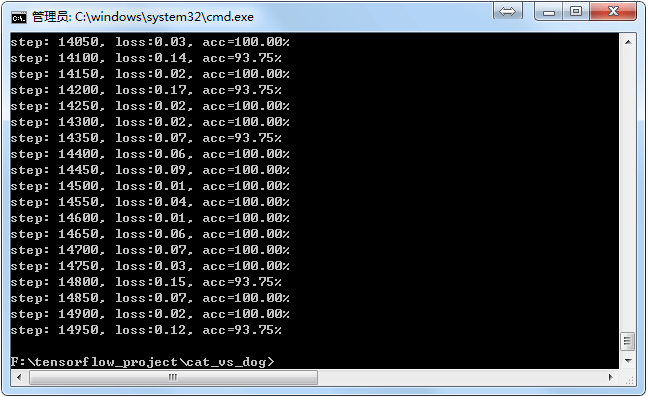 管理员: C:\windows\system32\cmd.exe
step: 14050, loss:0.03, acc=100.00%
step: 14100, loss:0.14, acc=93.75%
step: 14150, loss:0.02, acc=100.00%
step: 14200, loss:0.17, acc=93.75%
step: 14250, loss:0.02, acc=100.00%
step: 14300, loss:0.02, acc=100.00%
step: 14350, loss:0.07, acc=93.75%
step: 14400, loss:0.06, acc=100.00%
step: 14450, loss:0.09, acc=100.00%
step: 14500, loss:0.01, acc=100.00%
step: 14550, loss:0.04, acc=100.00%
step: 14600, loss:0.01, acc=100.00%
step: 14650, loss:0.06, acc=100.00%
step: 14700, loss:0.07, acc=100.00%
step: 14750, loss:0.03, acc=100.00%
step: 14800, loss:0.15, acc=93.75%
step: 14850, loss:0.07, acc=100.00%
step: 14900, loss:0.02, acc=100.00%
step: 14950, loss:0.12, acc=93.75%
F:\tensorflow_project\cat_vs_dog>